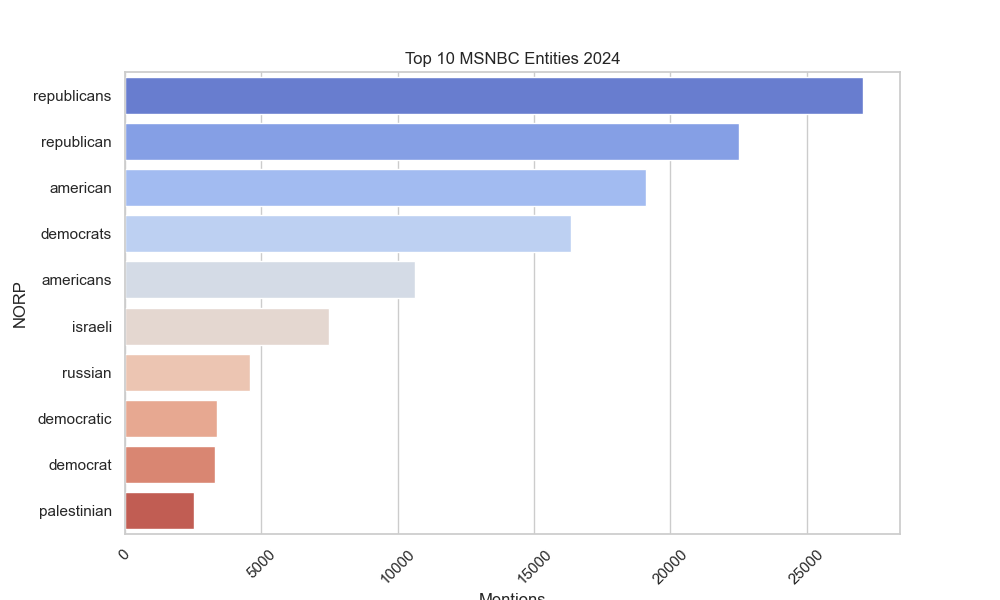 Top 10 MSNBC Entities 2024
NORP
republicans
republican
american
democrats
americans
israeli
russian
democratic
democrat
palestinian
0
5000
10000
15000
20000
25000
Mentions